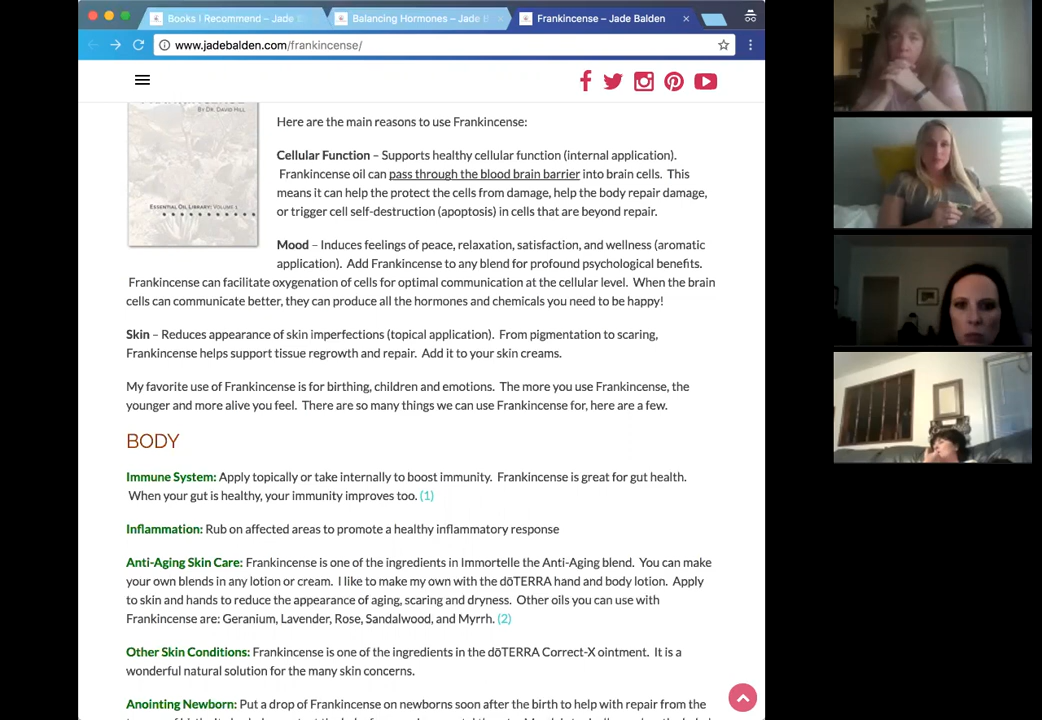 Books I Recommend – Jade B
Balancing Hormones – Jade B
Frankincense – Jade Balden
www.jadebalden.com/frankincense/
BY DR. DAVID HILL
Here are the main reasons to use Frankincense:
Cellular Function – Supports healthy cellular function (internal application).
Frankincense oil can pass through the blood brain barrier into brain cells. This
means it can help the protect the cells from damage, help the body repair damage,
or trigger cell self-destruction (apoptosis) in cells that are beyond repair.
ESSENTIAL OIL LIBRARY: VOLUME 1
Mood – Induces feelings of peace, relaxation, satisfaction, and wellness (aromatic
application). Add Frankincense to any blend for profound psychological benefits.
Frankincense can facilitate oxygenation of cells for optimal communication at the cellular level. When the brain
cells can communicate better, they can produce all the hormones and chemicals you need to be happy!
Skin – Reduces appearance of skin imperfections (topical application). From pigmentation to scaring,
Frankincense helps support tissue regrowth and repair. Add it to your skin creams.
My favorite use of Frankincense is for birthing, children and emotions. The more you use Frankincense, the
younger and more alive you feel. There are so many things we can use Frankincense for, here are a few.
BODY
Immune System: Apply topically or take internally to boost immunity. Frankincense is great for gut health.
When your gut is healthy, your immunity improves too. (1)
Inflammation: Rub on affected areas to promote a healthy inflammatory response
Anti-Aging Skin Care: Frankincense is one of the ingredients in Immortelle the Anti-Aging blend. You can make
your own blends in any lotion or cream. I like to make my own with the dōTERRA hand and body lotion. Apply
to skin and hands to reduce the appearance of aging, scaring and dryness. Other oils you can use with
Frankincense are: Geranium, Lavender, Rose, Sandalwood, and Myrrh. (2)
Other Skin Conditions: Frankincense is one of the ingredients in the dōTERRA Correct-X ointment. It is a
wonderful natural solution for the many skin concerns.
Anointing Newborn: Put a drop of Frankincense on newborns soon after the birth to help with repair from the